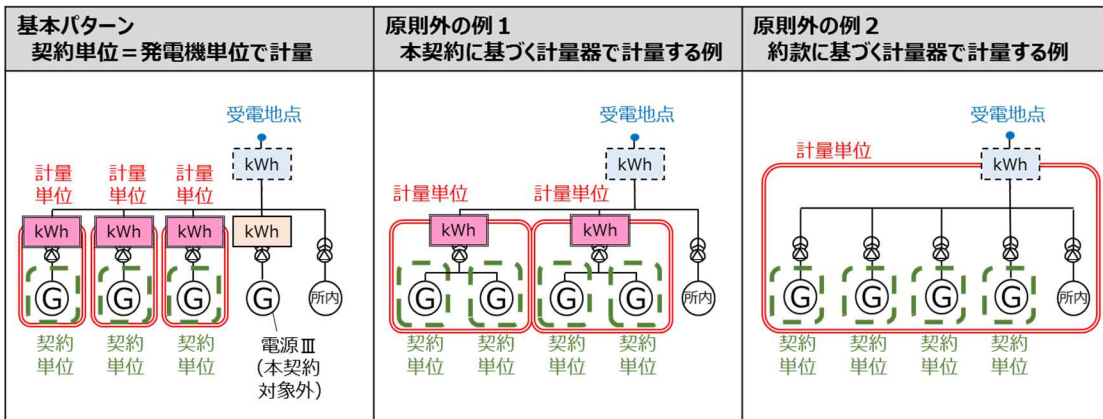 基本パターン
契約単位＝発電機単位で計量
受電地点
kWh
計量
単位
計量
単位
計量
単位
kWh
kWh
kWh
kWh
G
G
G
G
所内
契約
単位
契約
単位
契約
単位
電源Ⅲ
（本契約
対象外）
原則外の例１
本契約に基づく計量器で計量する例
受電地点
kWh
計量単位
計量単位
kWh
kWh
G
G
G
G
所内
契約
単位
契約
単位
契約
単位
契約
単位
原則外の例２
約款に基づく計量器で計量する例
受電地点
計量単位
kWh
G
G
G
G
所内
契約
単位
契約
単位
契約
単位
契約
単位